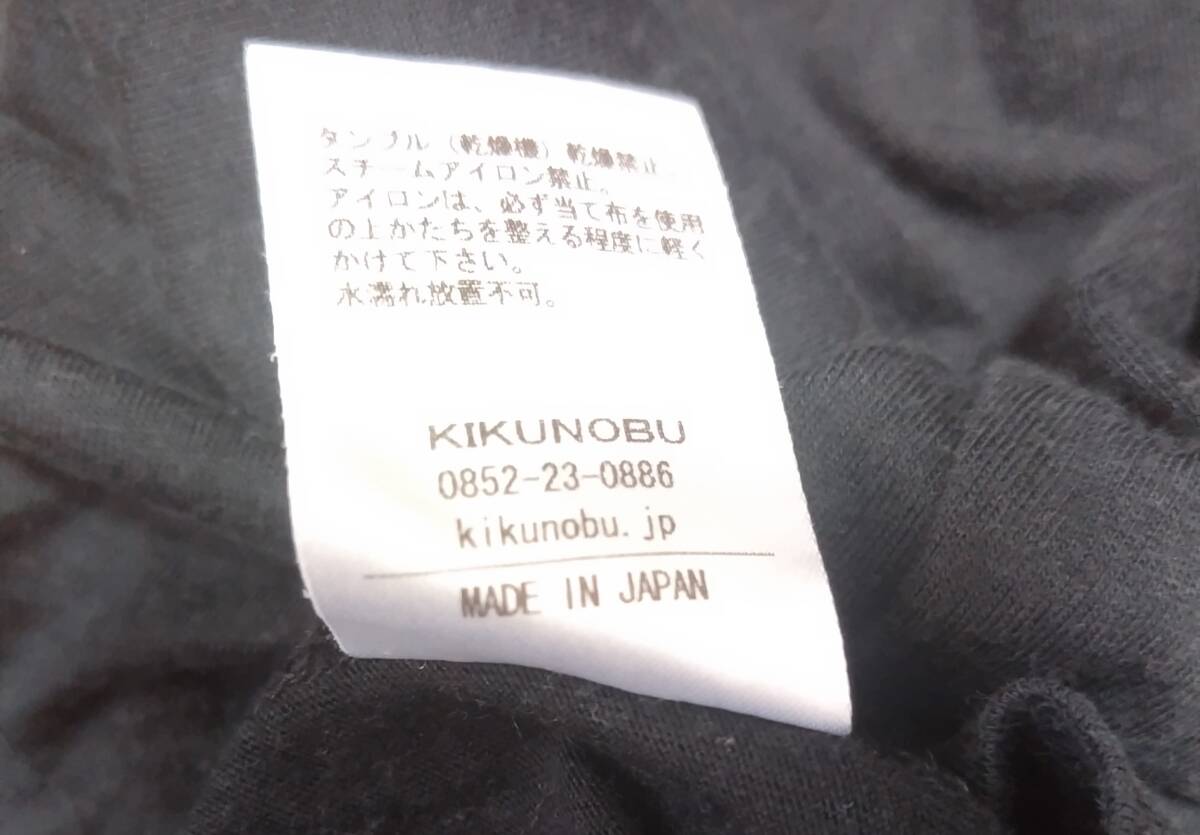 タンブル（乾燥機）乾燥禁止。
スチームアイロン禁止。
アイロンは、必ず当て布を使用
の上かたちを整える程度に軽く
かけて下さい。
水濡れ放置不可。
KIKUNOBU
0852-23-0886
kikunobu.jp
MADE IN JAPAN